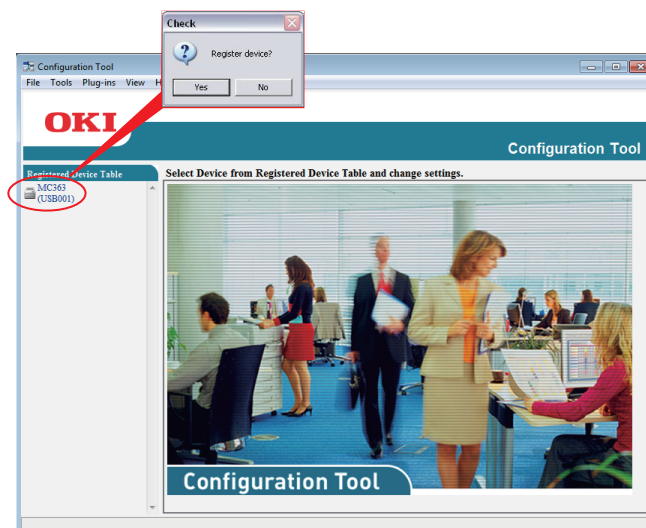 Check
Register device?
Yes No
Configuration Tool
File Tools Plug-ins View H
OKI
Configuration Tool
Registered Device Table
Select Device from Registered Device Table and change settings.
MC363
(USB001)
Configuration Tool